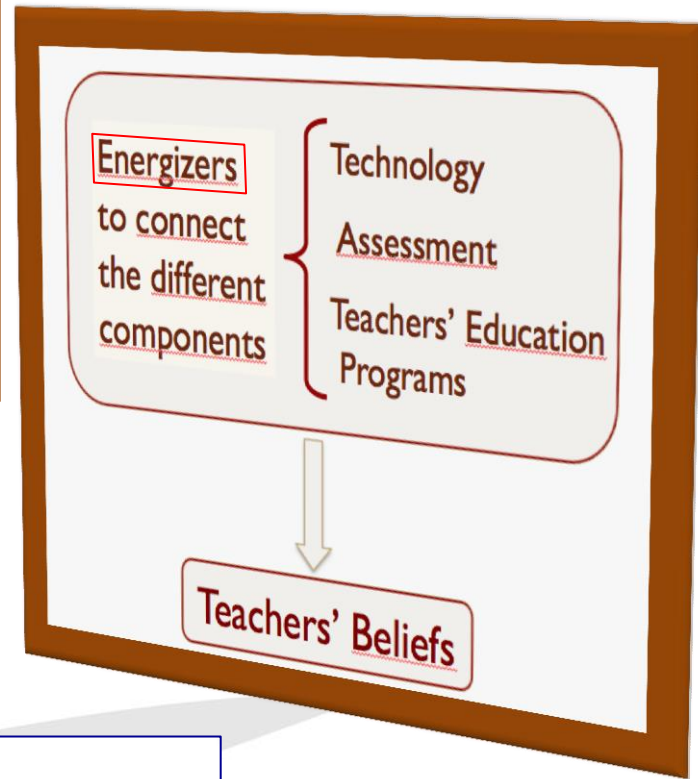 Energizers
to connect
the different
components
Technology
Assessment
Teachers’ Education
Programs
Teachers’ Beliefs